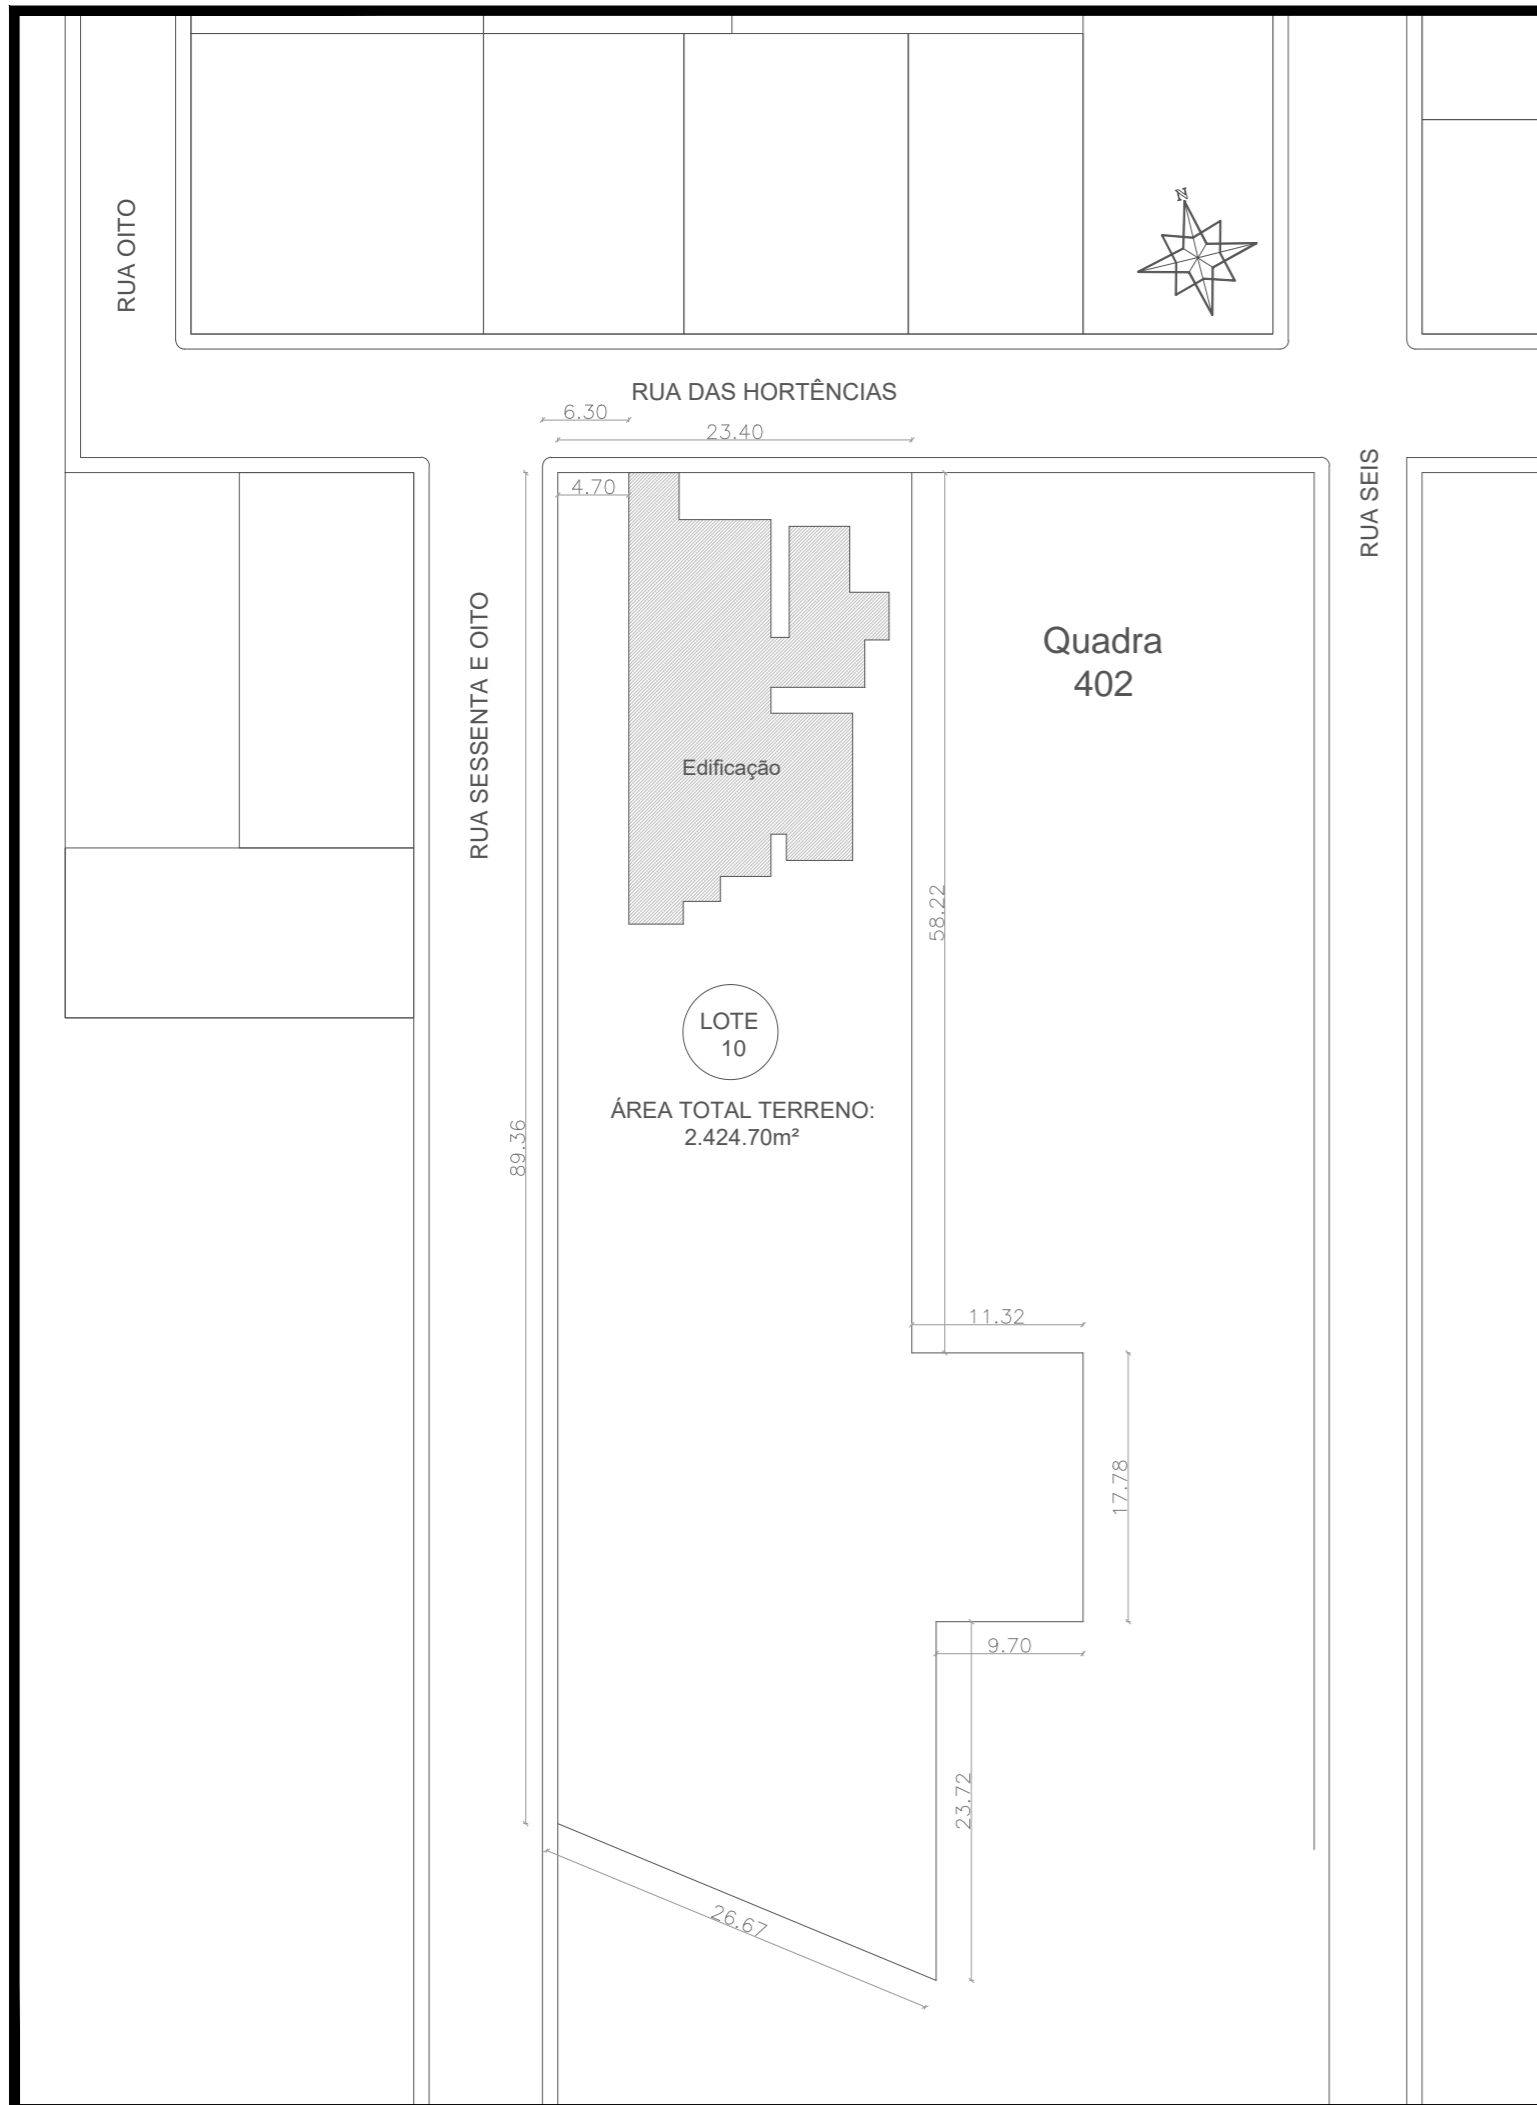 N
RUA OITO
RUA DAS HORTÊNCIAS
6.30
23.40
4.70
RUA SEIS
RUA SESSENTA E OITO
Quadra
402
Edificação
58.22
LOTE
10
ÁREA TOTAL TERRENO:
2.424.70m²
89.36
11.32
17.78
9.70
23.72
26.67